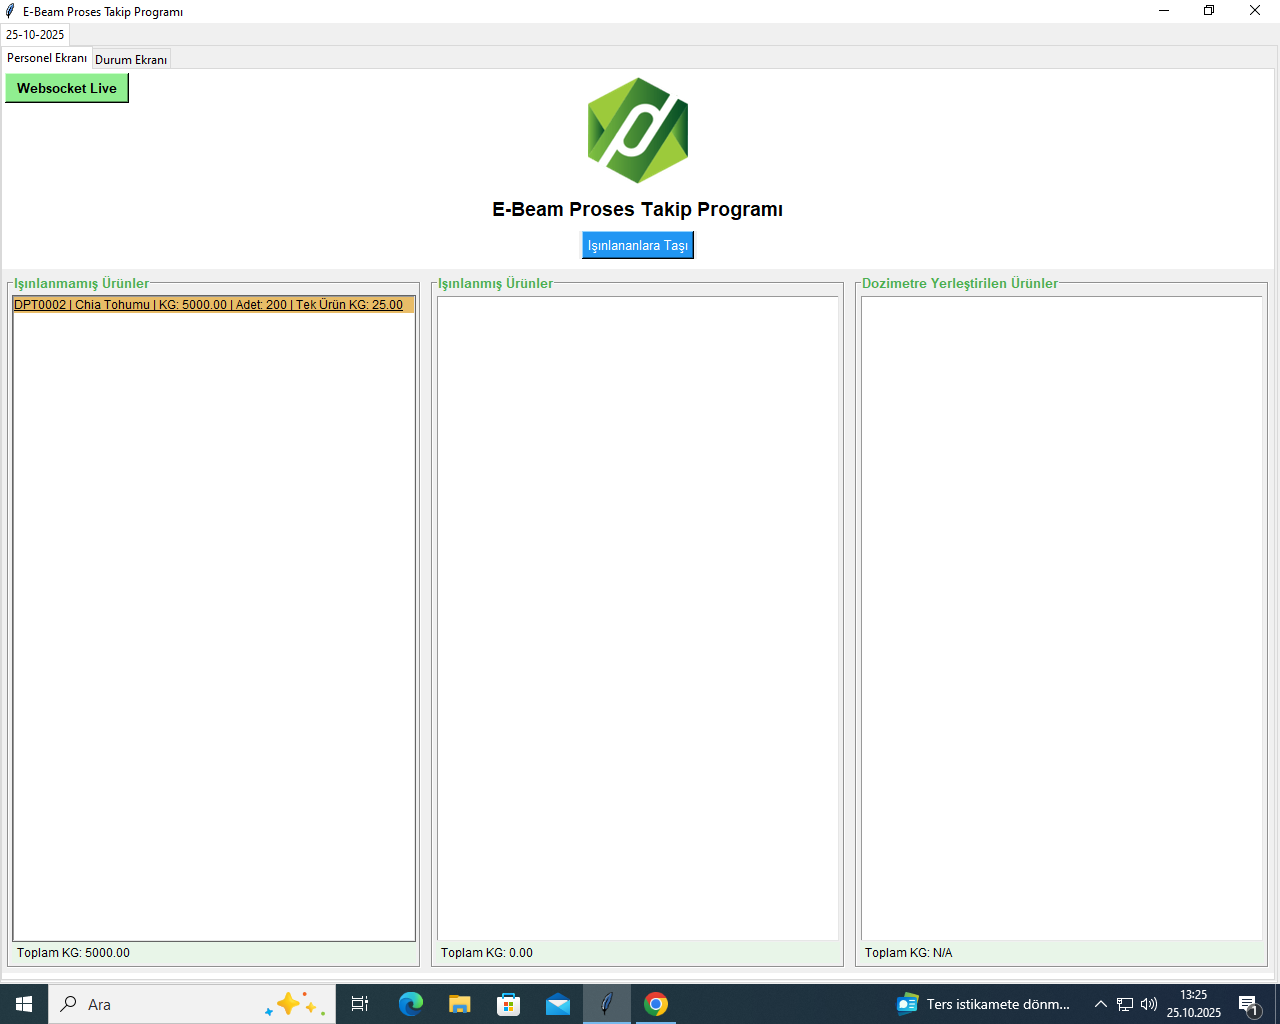 E-Beam Proses Takip Programı
25-10-2025
Personel Ekranı Durum Ekranı
Websocket Live
E-Beam Proses Takip Programı
Işınlananlara Taşı
Işınlanmamış Ürünler
DPT0002 | Chia Tohumu | KG: 5000.00 | Adet: 200 | Tek Ürün KG: 25.00
Toplam KG: 5000.00
Işınlanmış Ürünler
Toplam KG: 0.00
Dozimetre Yerleştirilen Ürünler
Toplam KG: N/A
Ara
Ters istikamete dönm...
13:25
25.10.2025
1